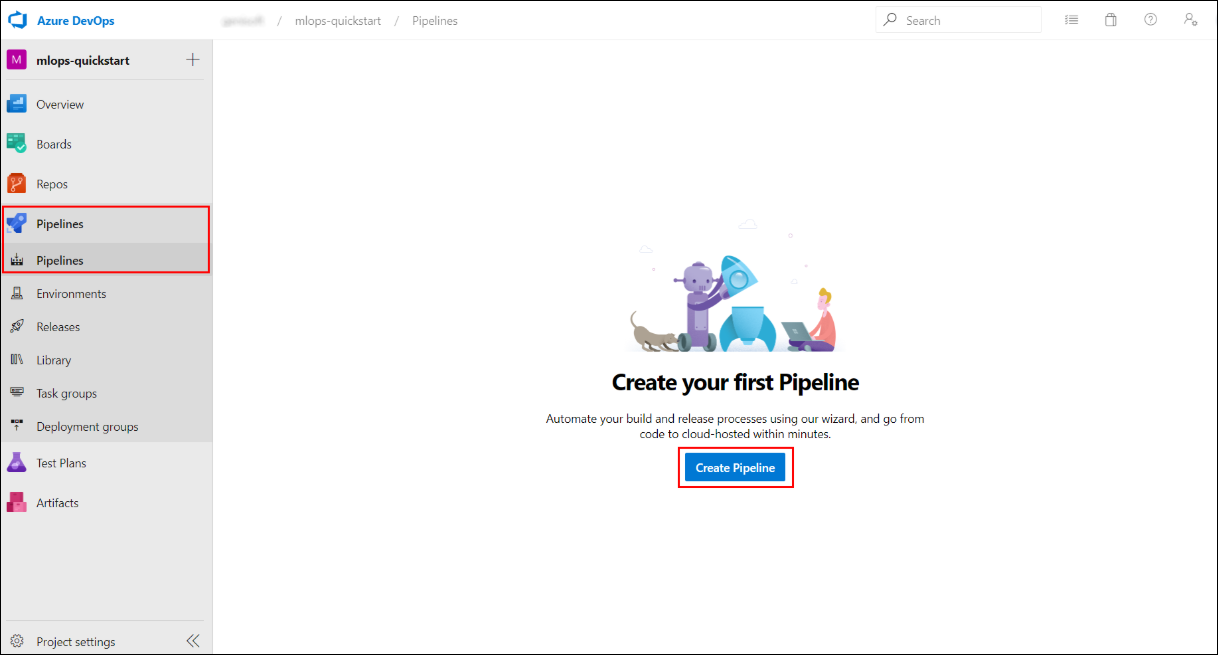 Azure DevOps
/ mlops-quickstart / Pipelines
Search
M mlops-quickstart
Overview
Boards
Repos
Pipelines
Pipelines
Environments
Releases
Library
Task groups
Deployment groups
Test Plans
Artifacts
Project settings
Create your first Pipeline
Automate your build and release processes using our wizard, and go from
code to cloud-hosted within minutes.
Create Pipeline